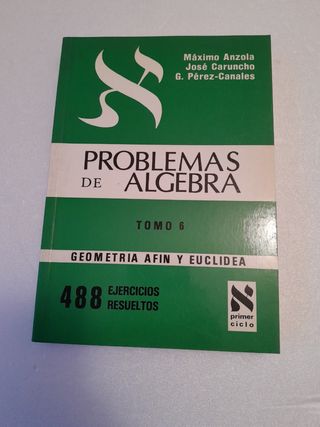 Máximo Anzola
José Caruncho
G. Pérez-Canales
PROBLEMAS
DE ALGEBRA
TOMO 6
GEOMETRIA AFIN Y EUCLIDEA
488 EJERCICIOS
RESUELTOS
primer
ciclo